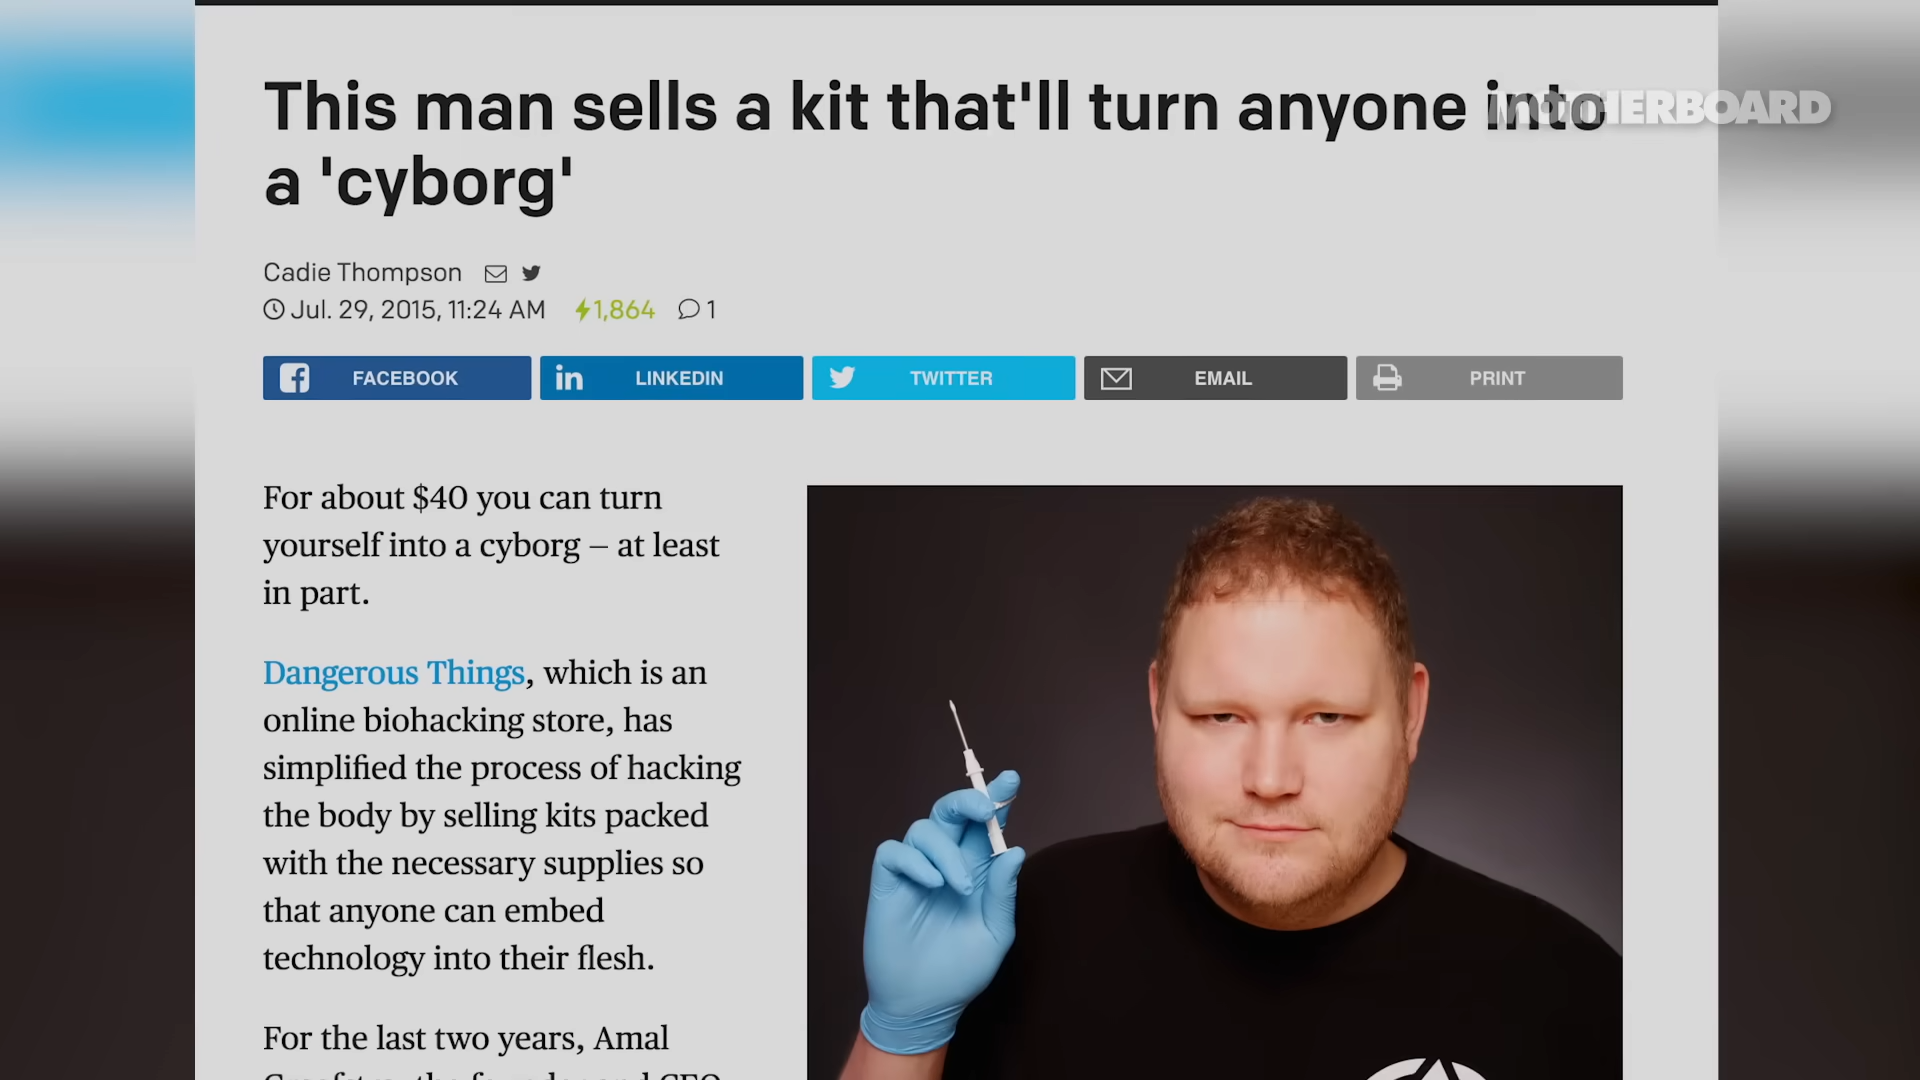 This man sells a kit that'll turn anyone into
MOTHERBOARD
a 'cyborg'
Cadie Thompson
Jul. 29, 2015, 11:24 AM 1,864 1
FACEBOOK LINKEDIN TWITTER EMAIL PRINT
For about $40 you can turn
yourself into a cyborg – at least
in part.
Dangerous Things, which is an
online biohacking store, has
simplified the process of hacking
the body by selling kits packed
with the necessary supplies so
that anyone can embed
technology into their flesh.
For the last two years, Amal